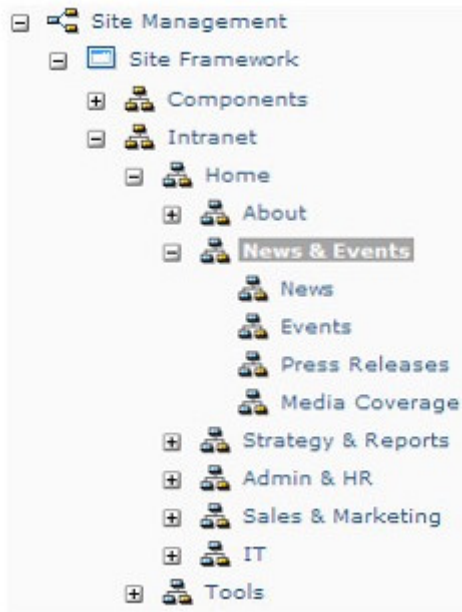 Site Management
Site Framework
Components
Intranet
Home
About
News & Events
News
Events
Press Releases
Media Coverage
Strategy & Reports
Admin & HR
Sales & Marketing
IT
Tools